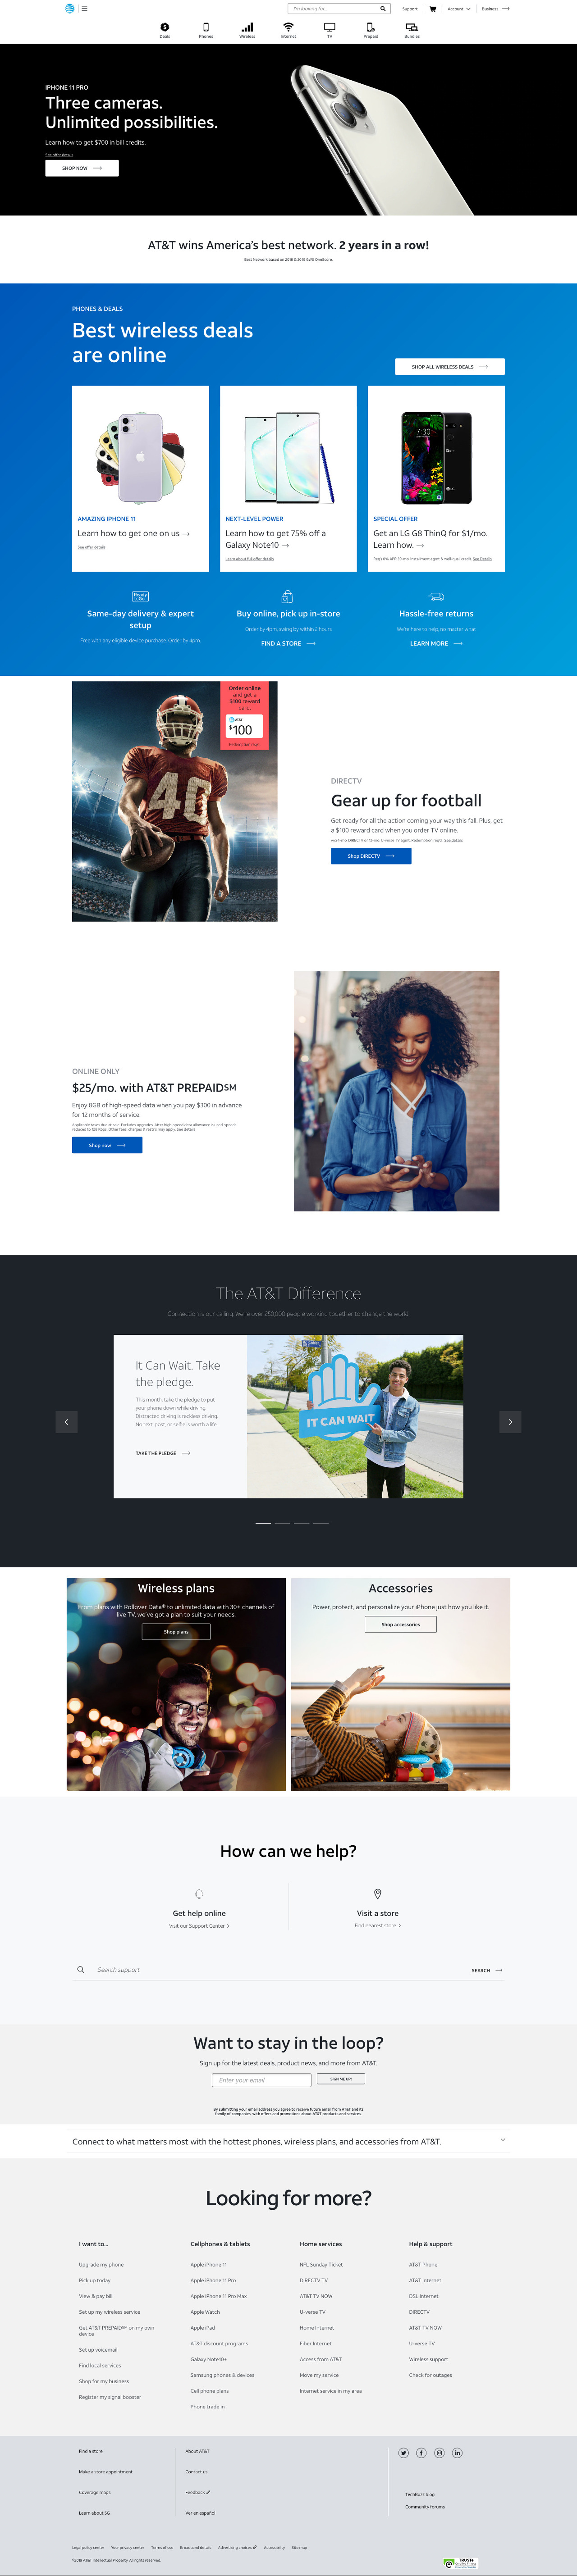 I'm looking for...
Support
Account
Business
Deals
Phones
Wireless
Internet
TV
Prepaid
Bundles
IPHONE 11 PRO
Three cameras.
Unlimited possibilities.
Learn how to get $700 in bill credits.
See offer details
SHOP NOW
AT&T wins America's best network. 2 years in a row!
Best Network based on 2018 & 2019 GWS OneScore.
PHONES & DEALS
Best wireless deals
are online
SHOP ALL WIRELESS DEALS
7:30
AMAZING IPHONE 11
Learn how to get one on us
See offer details
NEXT-LEVEL POWER
Learn how to get 75% off a
Galaxy Note10
Learn about full offer details
SPECIAL OFFER
Get an LG G8 ThinQ for $1/mo.
Learn how.
Req's 0% APR 30-mo. installment agmt & well-qual. credit. See Details
Ready
To Go
Same-day delivery & expert
setup
Free with any eligible device purchase. Order by 4pm.
Buy online, pick up in-store
Order by 4pm, swing by within 2 hours
FIND A STORE
Hassle-free returns
We're here to help, no matter what
LEARN MORE
Order online
and get a
$100 reward
card.
AT&T
$100
Redemption req'd.
40
DIRECTV
Gear up for football
Get ready for all the action coming your way this fall. Plus, get
a $100 reward card when you order TV online.
w/24-mo. DIRECTV or 12-mo. U-verse TV agmt. Redemption req'd. See details
Shop DIRECTV
ONLINE ONLY
$25/mo. with AT&T PREPAID℠
Enjoy 8GB of high-speed data when you pay $300 in advance
for 12 months of service.
Applicable taxes due at sale. Excludes upgrades. After high-speed data allowance is used, speeds
reduced to 128 Kbps. Other fees, charges & restr's may apply. See details
Shop now
The AT&T Difference
Connection is our calling. We're over 250,000 people working together to change the world.
It Can Wait. Take
the pledge.
This month, take the pledge to put
your phone down while driving.
Distracted driving is reckless driving.
No text, post, or selfie is worth a life.
TAKE THE PLEDGE
IT CAN WAIT
Wireless plans
From plans with Rollover Data® to unlimited data with 30+ channels of
live TV, we've got a plan to suit your needs.
Shop plans
Accessories
Power, protect, and personalize your iPhone just how you like it.
Shop accessories
How can we help?
Get help online
Visit our Support Center
Visit a store
Find nearest store
Search support
SEARCH
Want to stay in the loop?
Sign up for the latest deals, product news, and more from AT&T.
Enter your email
SIGN ME UP!
By submitting your email address you agree to receive future email from AT&T and its
family of companies, with offers and promotions about AT&T products and services.
Connect to what matters most with the hottest phones, wireless plans, and accessories from AT&T.
Looking for more?
I want to...
Upgrade my phone
Pick up today
View & pay bill
Set up my wireless service
Get AT&T PREPAID℠ on my own
device
Set up voicemail
Find local services
Shop for my business
Register my signal booster
Cellphones & tablets
Apple iPhone 11
Apple iPhone 11 Pro
Apple iPhone 11 Pro Max
Apple Watch
Apple iPad
AT&T discount programs
Galaxy Note10+
Samsung phones & devices
Cell phone plans
Phone trade in
Home services
NFL Sunday Ticket
DIRECTV TV
AT&T TV NOW
U-verse TV
Home Internet
Fiber Internet
Access from AT&T
Move my service
Internet service in my area
Help & support
AT&T Phone
AT&T Internet
DSL Internet
DIRECTV
AT&T TV NOW
U-verse TV
Wireless support
Check for outages
Find a store
Make a store appointment
Coverage maps
Learn about 5G
About AT&T
Contact us
Feedback
Ver en español
TechBuzz blog
Community forums
Legal policy center
Your privacy center
Terms of use
Broadband details
Advertising choices
Accessibility
Site map
©2019 AT&T Intellectual Property. All rights reserved.
TRUSTe